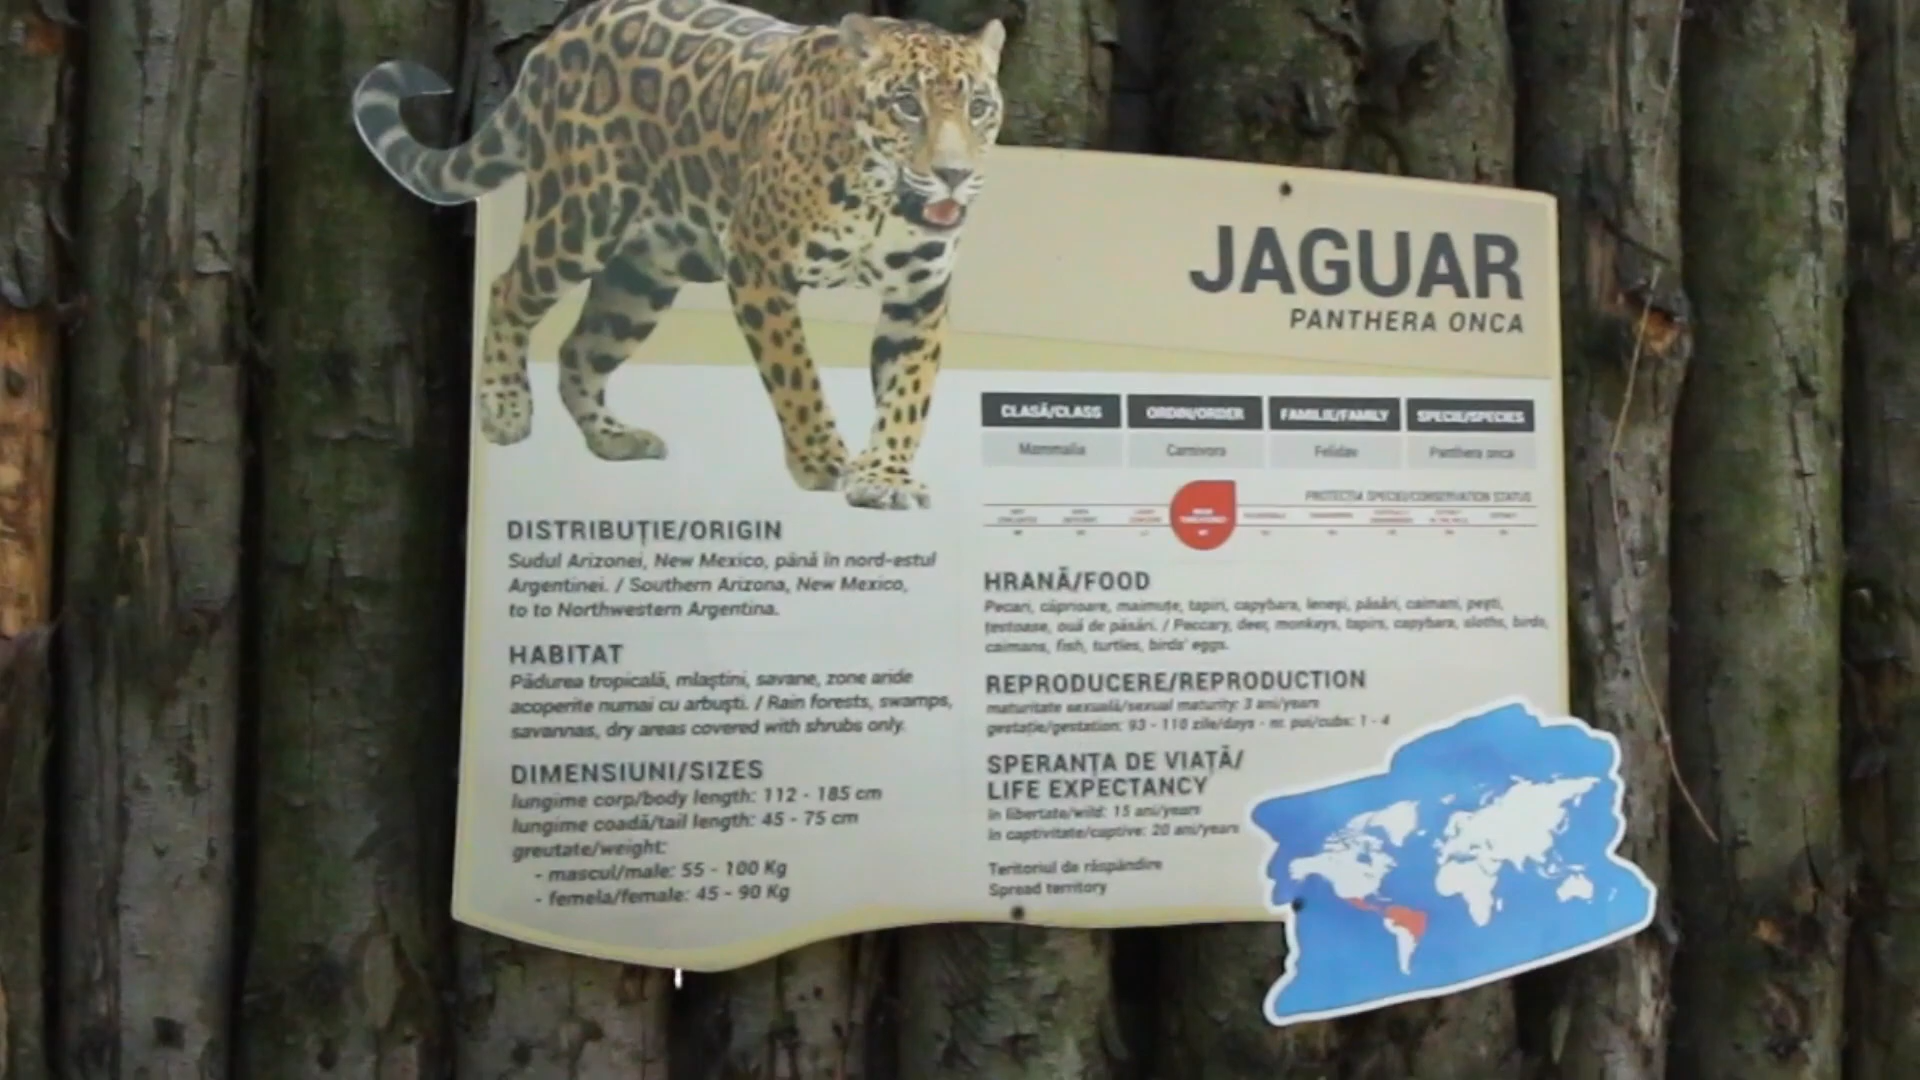 JAGUAR
PANTHERA ONCA
CLASĂ/CLASS
ORDIN/ORDER
FAMILIE/FAMILY
SPECIE/SPECIES
Mammalia
Carnivora
Felidae
Panthera onca
PROTECȚIA SPECIEI/CONSERVATION STATUS
DISTRIBUȚIE/ORIGIN
Sudul Arizonei, New Mexico, până în nord-estul
Argentinei. / Southern Arizona, New Mexico,
to to Northwestern Argentina.
HABITAT
Pădurea tropicală, mlaștini, savane, zone aride
acoperite numai cu arbuști. / Rain forests, swamps,
savannas, dry areas covered with shrubs only.
DIMENSIUNI/SIZES
lungime corp/body length: 112 - 185 cm
lungime coadă/tail length: 45 - 75 cm
greutate/weight:
- mascul/male: 55 - 100 Kg
- femela/female: 45 - 90 Kg
HRANĂ/FOOD
Pecari, căprioare, maimuțe, tapiri, capybara, leneși, păsări, caimani, pești,
țestoase, ouă de păsări. / Peccary, deer, monkeys, tapirs, capybara, sloths, birds,
caimans, fish, turtles, birds' eggs.
REPRODUCERE/REPRODUCTION
maturitate sexuală/sexual maturity: 3 ani/years
gestație/gestation: 93 - 110 zile/days - nr. pui/cubs: 1 - 4
SPERANȚA DE VIAȚĂ/
LIFE EXPECTANCY
în libertate/wild: 15 ani/years
în captivitate/captive: 20 ani/years
Teritoriul de răspândire
Spread territory